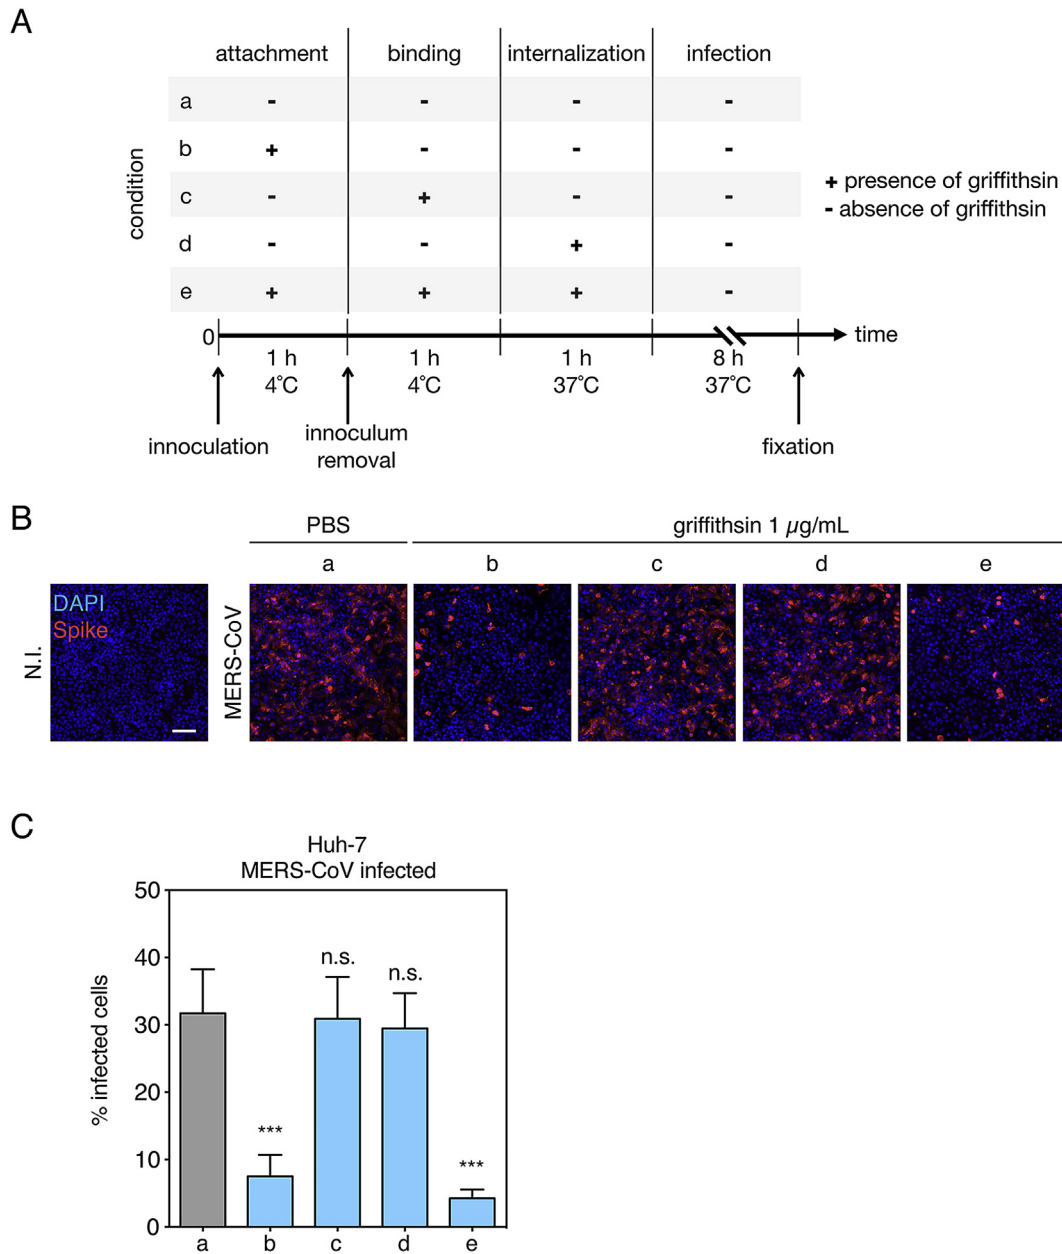 A
attachment binding internalization infection
a - - - -
b + - - -
c - + - -
d - - + -
e + + + -
condition
+ presence of griffithsin
- absence of griffithsin
0
time
1 h 1 h 1 h 8 h
4°C 4°C 37°C 37°C
innoculation
innoculum
removal
fixation
B
PBS griffithsin 1 µg/mL
a b c d e
N.I.
DAPI
Spike
MERS-CoV
C
Huh-7
MERS-CoV infected
% infected cells
50
40
30
20
10
0
n.s.
n.s.
***
***
a b c d e